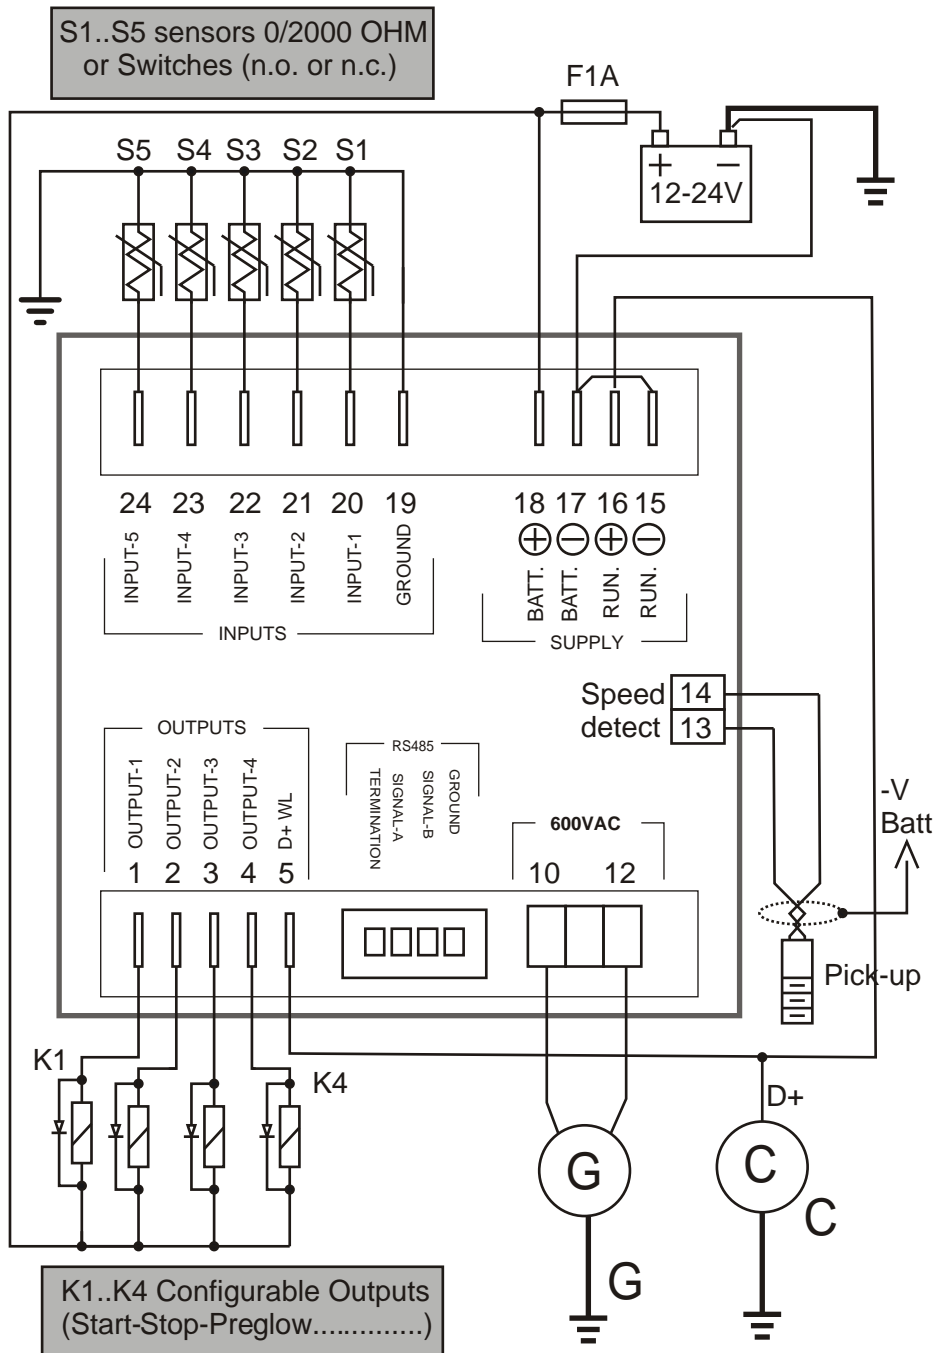 S1..S5 sensors 0/2000 OHM
or Switches (n.o. or n.c.)
F1A
S5 S4 S3 S2 S1
+ −
12-24V
24 23 22 21 20 19 18 17 16 15
+ − + −
INPUT-5
INPUT-4
INPUT-3
INPUT-2
INPUT-1
GROUND
BATT.
BATT.
RUN.
RUN.
INPUTS
SUPPLY
Speed 14
detect 13
OUTPUTS
RS485
OUTPUT-1
OUTPUT-2
OUTPUT-3
OUTPUT-4
D+ WL
TERMINATION
SIGNAL-A
SIGNAL-B
GROUND
600VAC
-V
Batt
1 2 3 4 5 10 12
Pick-up
K1
K4
D+
G
C
C
G
K1..K4 Configurable Outputs
(Start-Stop-Preglow..............)